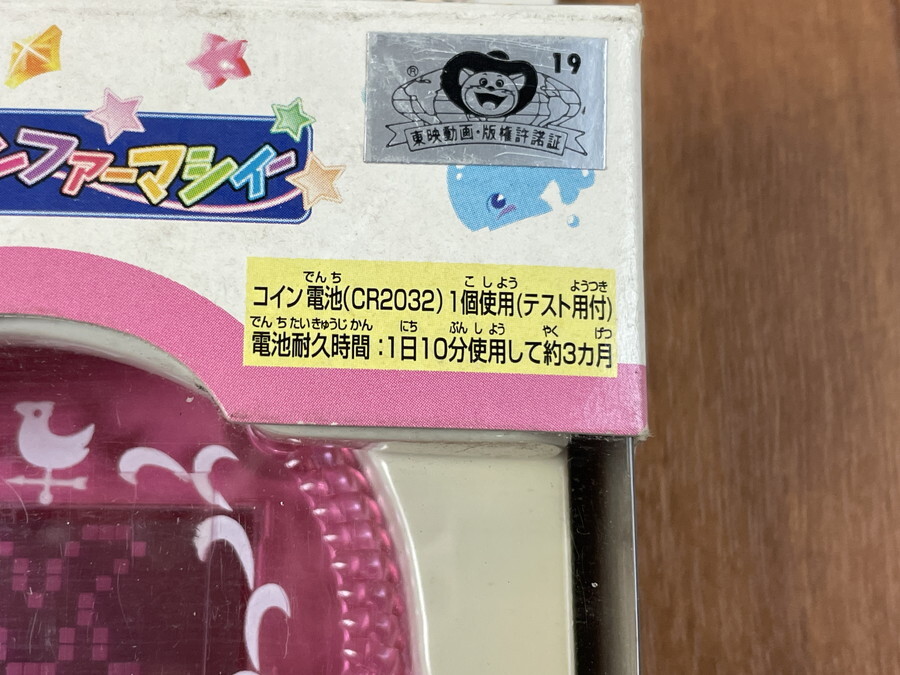 ® 19
東映動画・版権許諾証
ンファーマシィー
でんち こしよう ようつき
コイン電池(CR2032)1個使用(テスト用付)
でんちたいきゅうじかん にち ぷんしよう やく げつ
電池耐久時間:1日10分使用して約3カ月